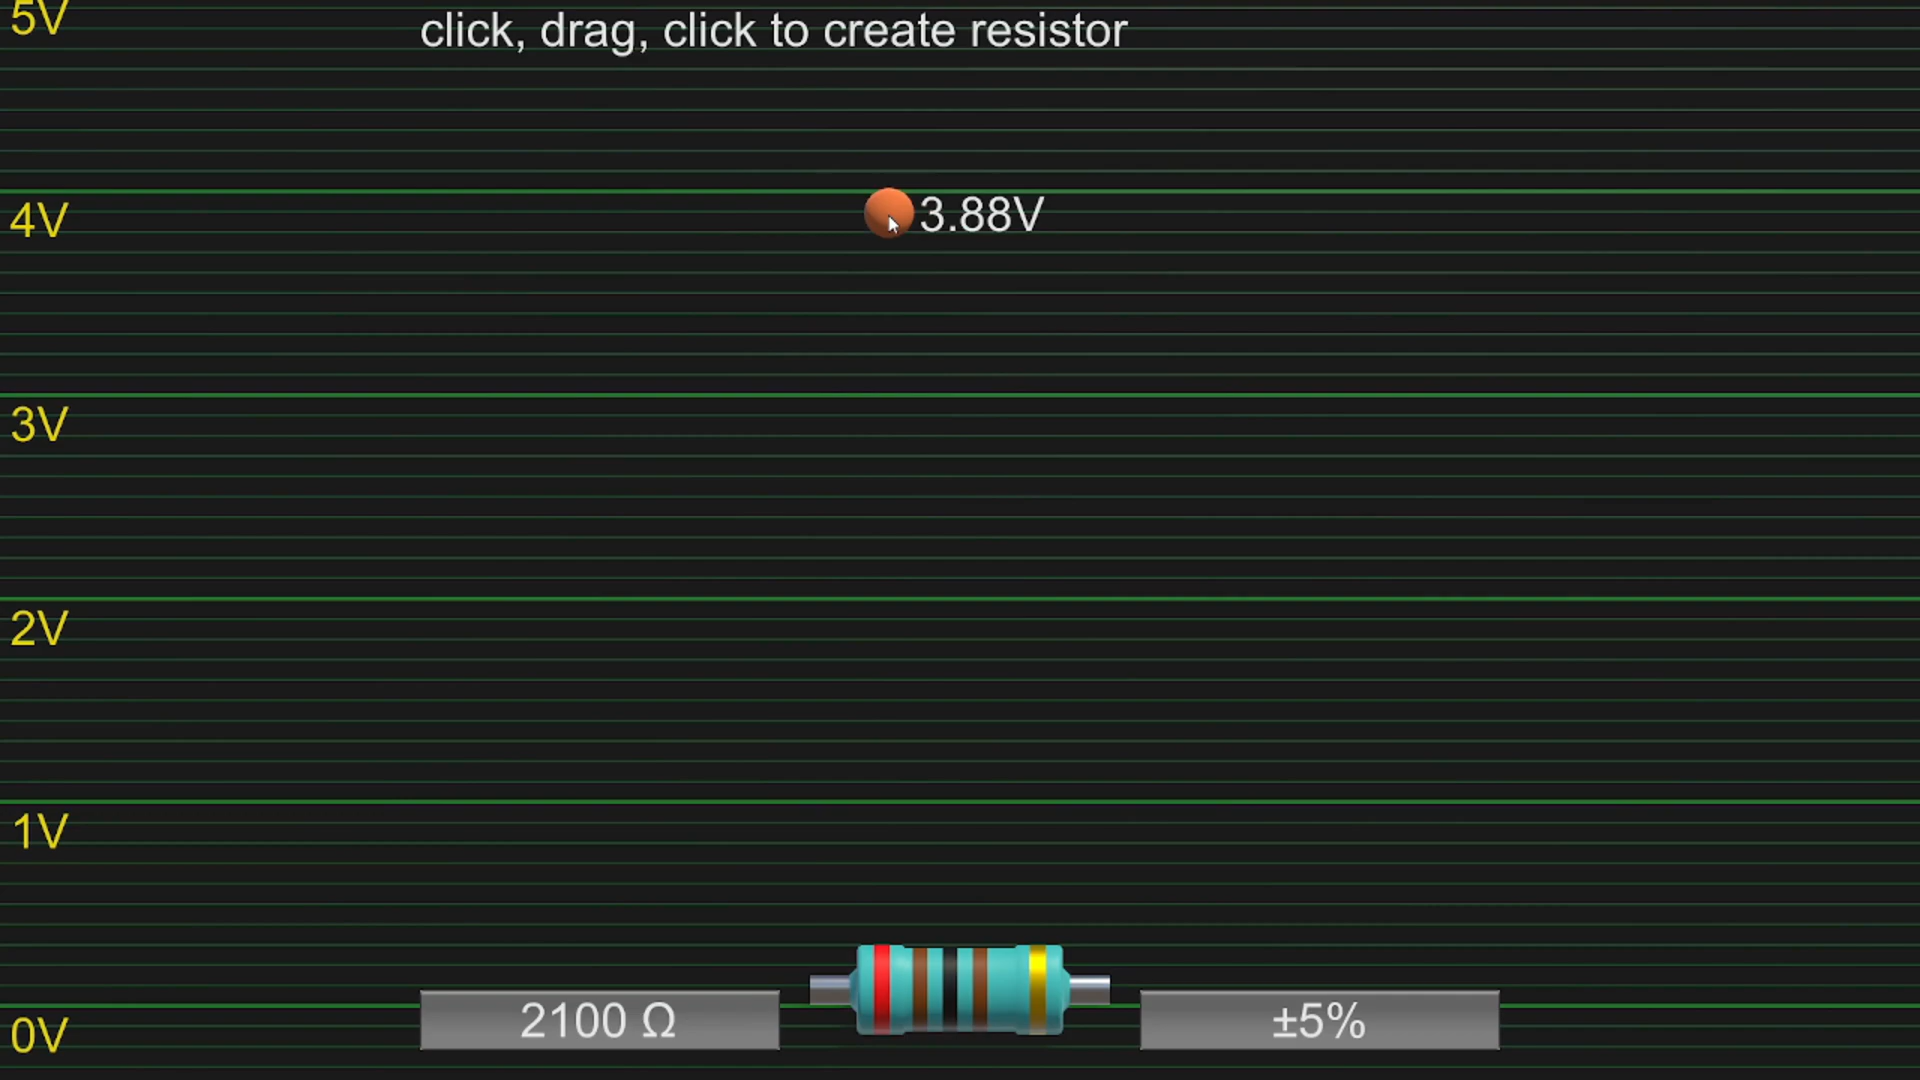 5V
click, drag, click to create resistor
4V
3.88V
3V
2V
1V
0V
2100 Ω
±5%